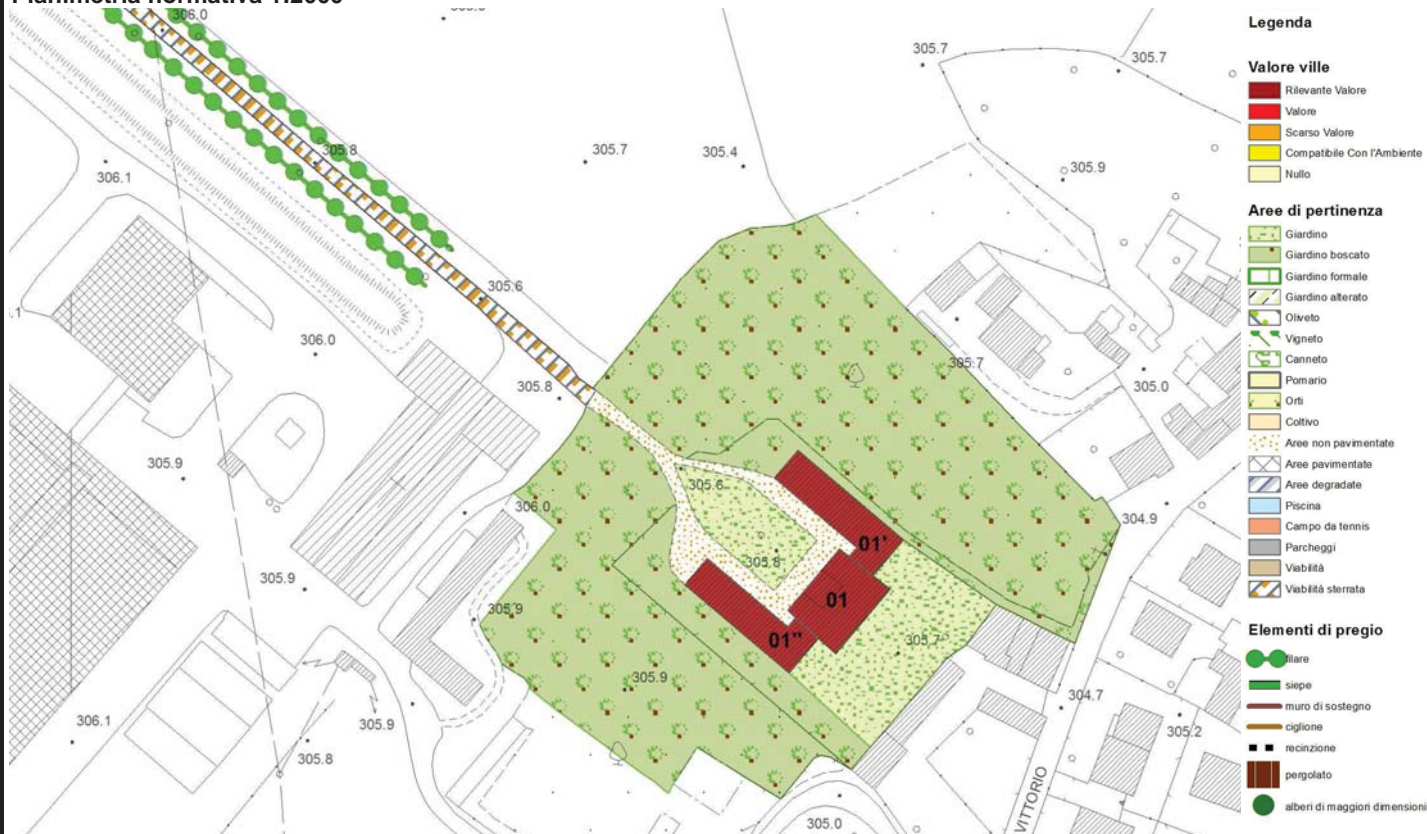 306.0
305.7
305.7
305.8
305.7
305.4
305.9
306.1
305.6
306.0
305.8
305.7
305.0
305.9
305.6
306.0
304.9
01'
305.8
305.9
01
305.9
305.7
01"
305.9
304.7
306.1
305.9
305.2
305.8
305.0
VITTORIO
Legenda
Valore ville
Rilevante Valore
Valore
Scarso Valore
Compatibile Con l'Ambiente
Nullo
Aree di pertinenza
Giardino
Giardino boscato
Giardino formale
Giardino alterato
Oliveto
Vigneto
Canneto
Pomario
Orti
Coltivo
Aree non pavimentate
Aree pavimentate
Aree degradate
Piscina
Campo da tennis
Parcheggi
Viabilità
Viabilità sterrata
Elementi di pregio
filare
siepe
muro di sostegno
ciglione
recinzione
pergolato
alberi di maggiori dimensioni